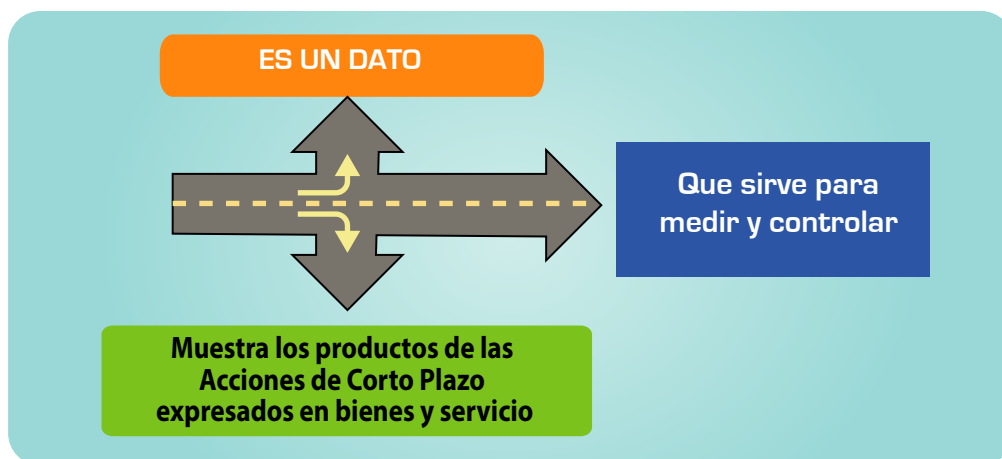 ES UN DATO
Que sirve para
medir y controlar
Muestra los productos de las
Acciones de Corto Plazo
expresados en bienes y servicio